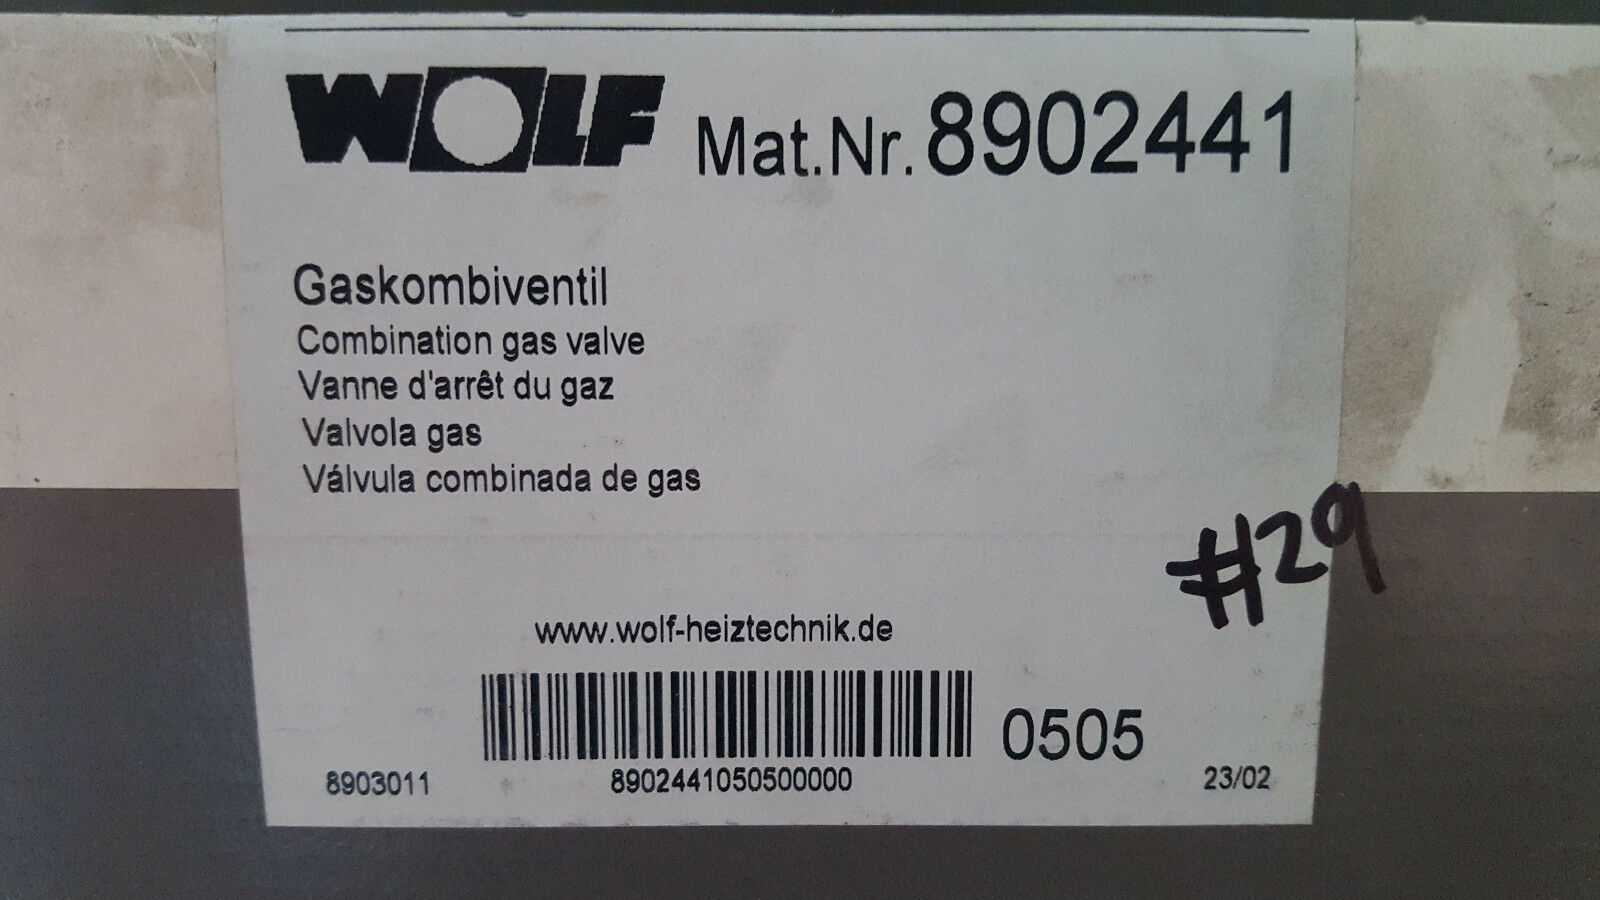 WOLF Mat.Nr. 8902441
Gaskombiventil
Combination gas valve
Vanne d'arrêt du gaz
Valvola gas
Válvula combinada de gas
#29
www.wolf-heiztechnik.de
0505
8903011 8902441050500000 23/02